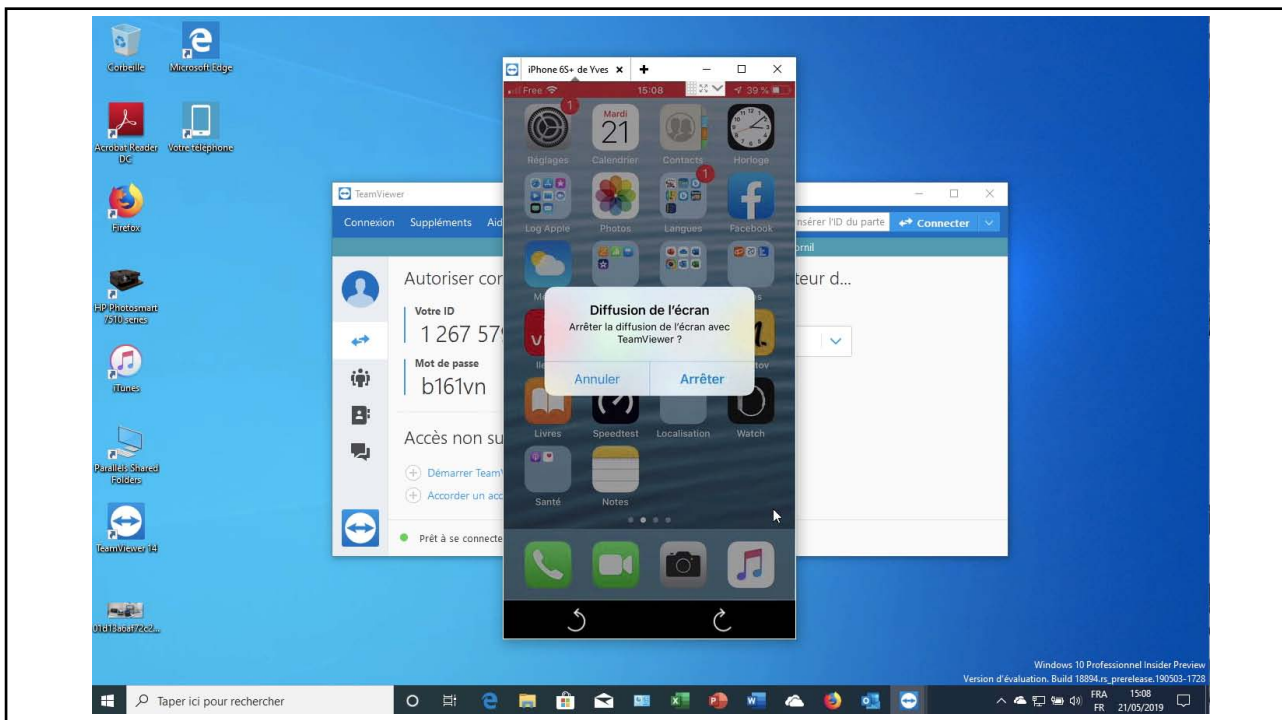 Corbeille
Microsoft Edge
Acrobat Reader
DC
Votre téléphone
Firefox
HP Photosmart
7510 series
iTunes
Parallels Shared
Folders
TeamViewer 14
iPhone 6S+ de Yves
Free
15:08
39 %
1
Réglages
Mardi
21
Calendrier
Contacts
Horloge
Log Apple
Photos
1
Langues
Facebook
Diffusion de l'écran
Arrêter la diffusion de l'écran avec
TeamViewer ?
Annuler
Arrêter
Livres
Speedtest
Localisation
Watch
Santé
Notes
TeamViewer
Connexion
Suppléments
Aid
nsérer l'ID du parte
Connecter
Autoriser con
teur d...
Votre ID
1 267 57
Mot de passe
b161vn
Accès non su
Démarrer Team
Accorder un acc
Prêt à se connecte
Windows 10 Professionnel Insider Preview
Version d'évaluation. Build 18894.rs_prerelease.190503-1728
Taper ici pour rechercher
FRA
FR
15:08
21/05/2019